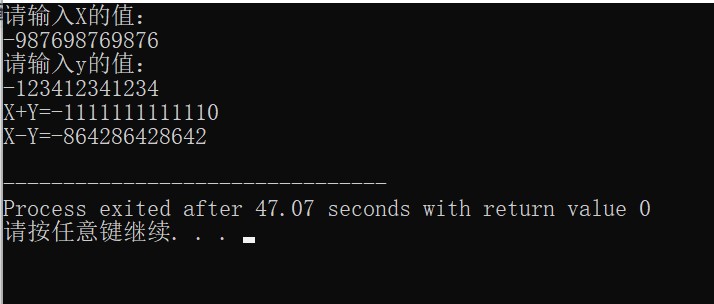 请输入X的值：
-987698769876
请输入y的值：
-123412341234
X+Y=-1111111111110
X-Y=-864286428642
--------------------------------
Process exited after 47.07 seconds with return value 0
请按任意键继续. . .